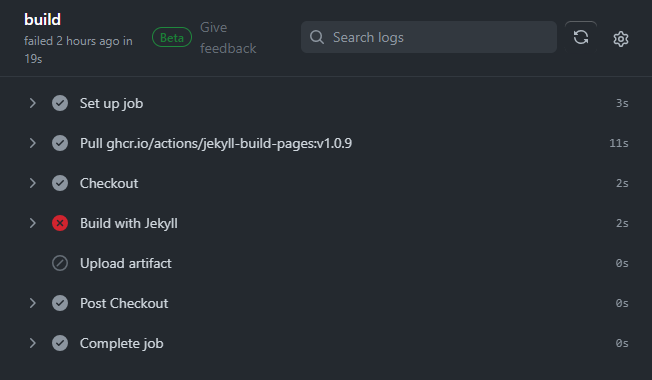 build
failed 2 hours ago in
19s
Beta
Give
feedback
Search logs
Set up job 3s
Pull ghcr.io/actions/jekyll-build-pages:v1.0.9 11s
Checkout 2s
Build with Jekyll 2s
Upload artifact 0s
Post Checkout 0s
Complete job 0s